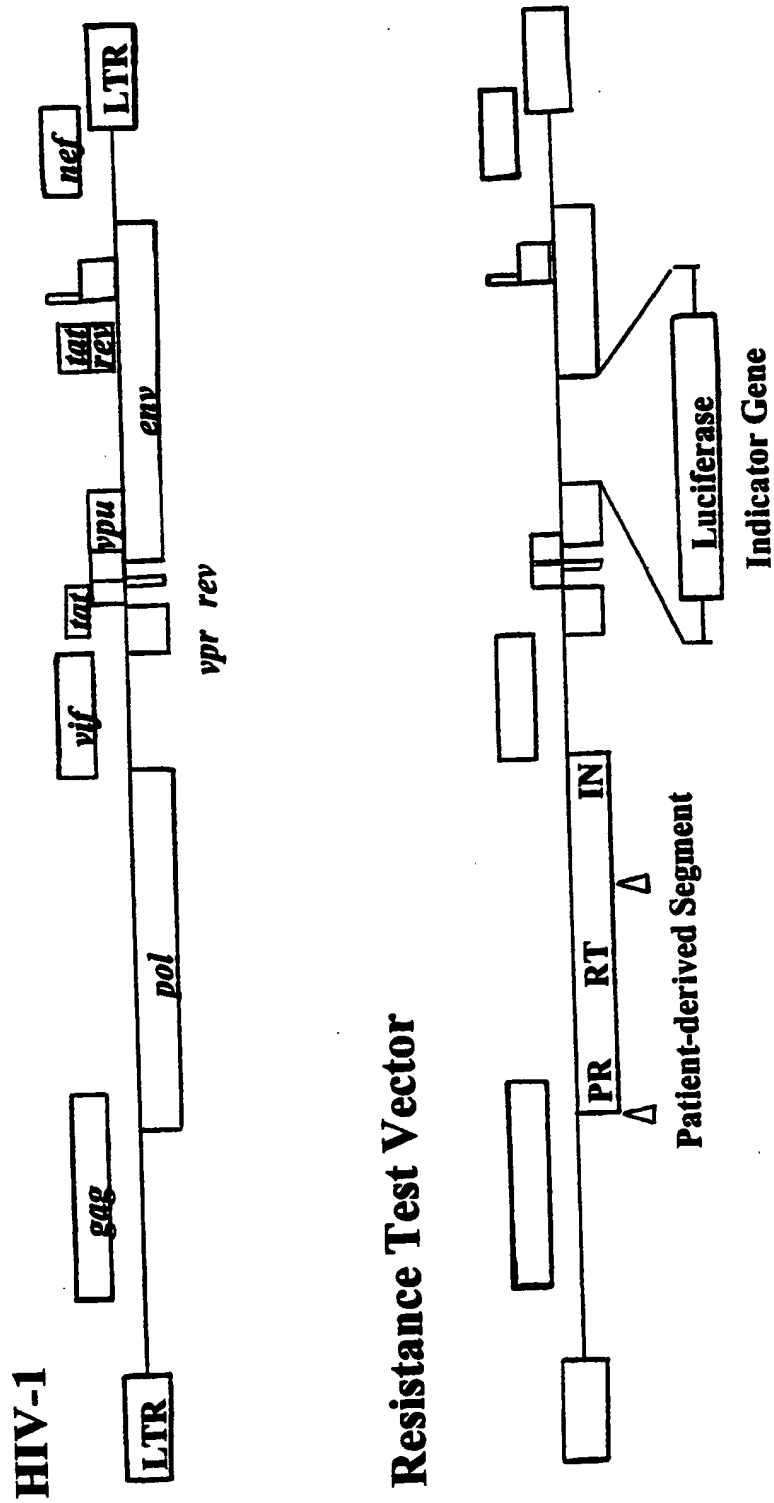 HIV-1
LTR
gag
pol
vif
vpr rev
tat
vpu
env
tat
rev
nef
LTR
Resistance Test Vector
PR RT IN
Patient-derived Segment
Luciferase
Indicator Gene